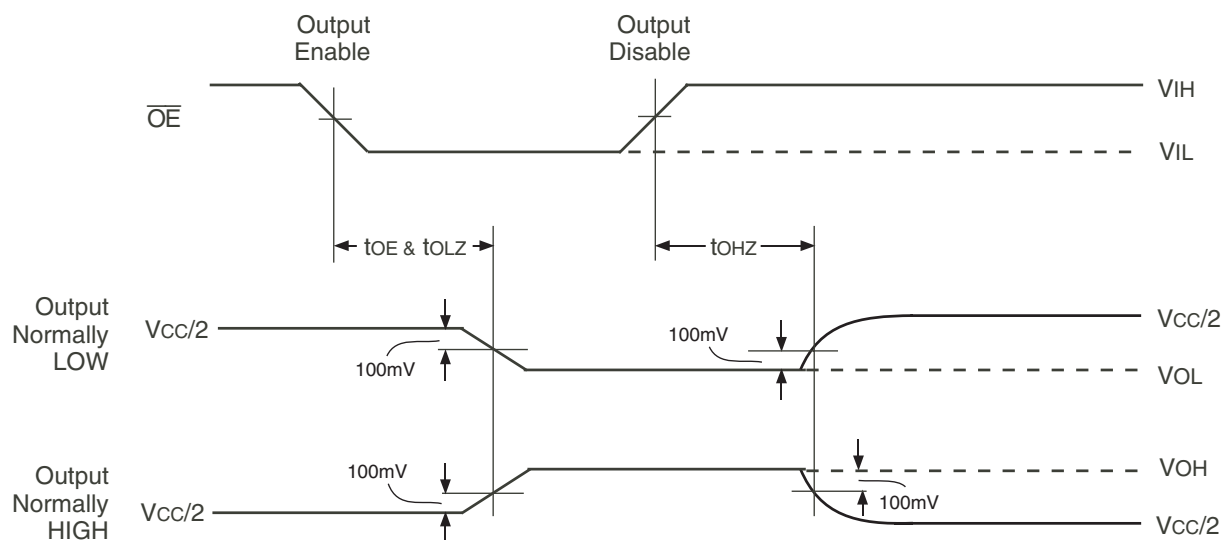 Output
Enable
Output
Disable
OE
VIH
VIL
tOE & tOLZ
tOHZ
Output
Normally
LOW
VCC/2
100mV
100mV
VCC/2
VOL
Output
Normally
HIGH
VCC/2
100mV
VOH
100mV
VCC/2